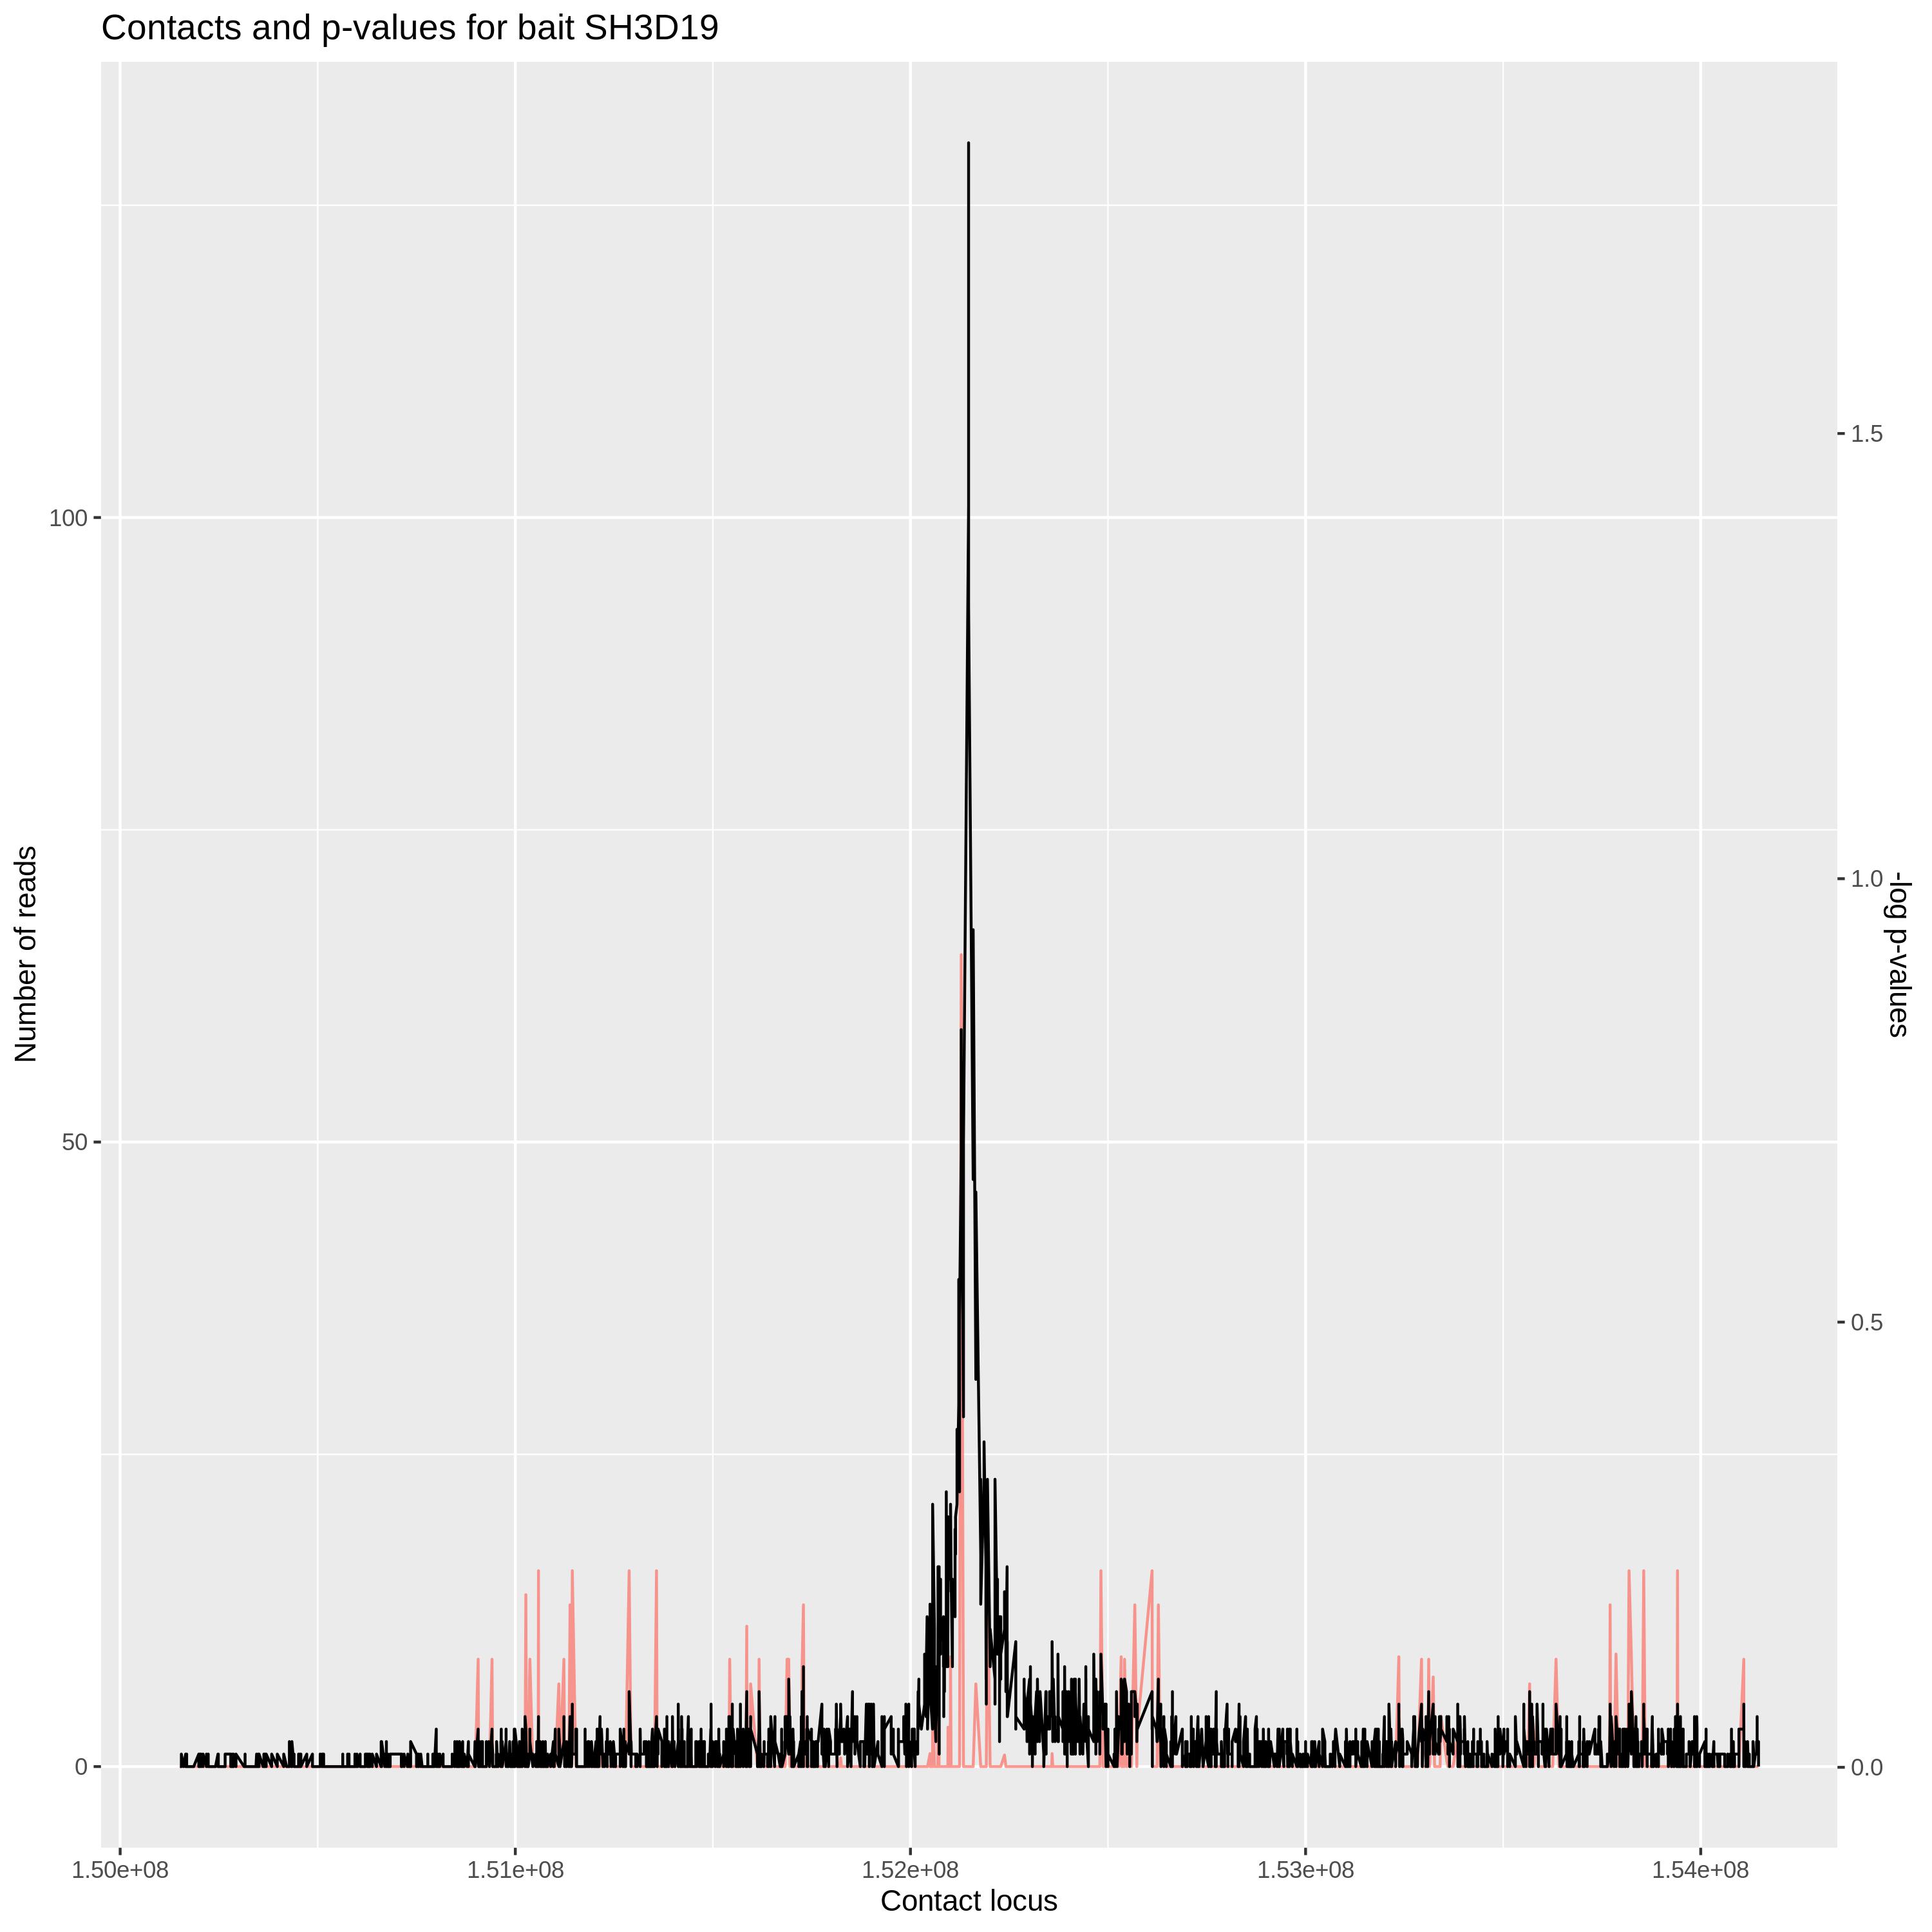 Contacts and p-values for bait SH3D19
Number of reads
100
50
0
1.5
1.0
0.5
0.0
-log p-values
1.50e+08
1.51e+08
1.52e+08
1.53e+08
1.54e+08
Contact locus